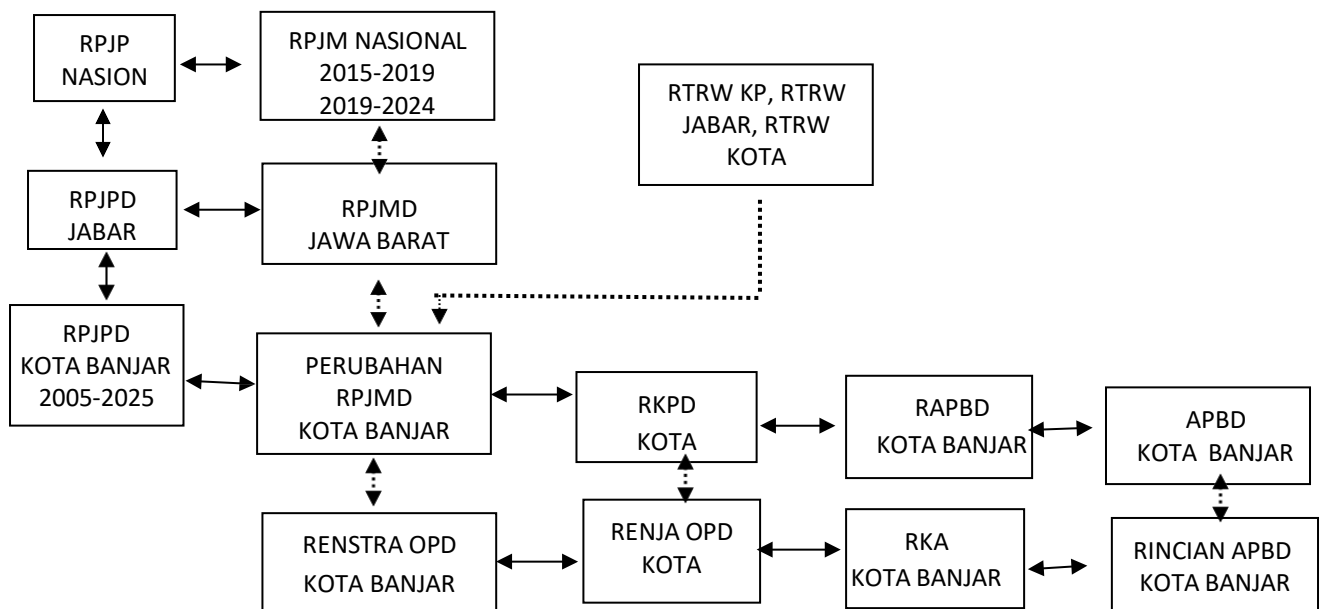 RPJP
NASION
RPJM NASIONAL
2015-2019
2019-2024
RTRW KP, RTRW
JABAR, RTRW
KOTA
RPJPD
JABAR
RPJMD
JAWA BARAT
RPJPD
KOTA BANJAR
2005-2025
PERUBAHAN
RPJMD
KOTA BANJAR
RKPD
KOTA
RAPBD
KOTA BANJAR
APBD
KOTA BANJAR
RENSTRA OPD
KOTA BANJAR
RENJA OPD
KOTA
RKA
KOTA BANJAR
RINCIAN APBD
KOTA BANJAR